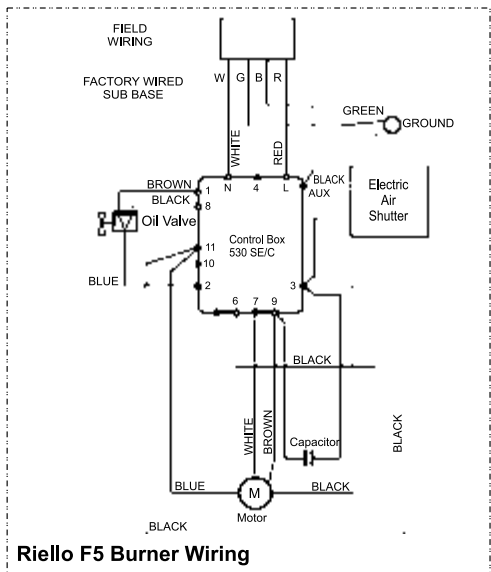 FIELD
WIRING
FACTORY WIRED
SUB BASE
W G B R
GREEN
GROUND
WHITE
RED
BROWN
BLACK
1
8
N 4 L
BLACK
AUX
Electric
Air
Shutter
Oil Valve
Control Box
530 SE/C
11
10
2
BLUE
3
6 7 9
BLACK
WHITE
BROWN
Capacitor
BLACK
BLUE
M
BLACK
Motor
BLACK
Riello F5 Burner Wiring